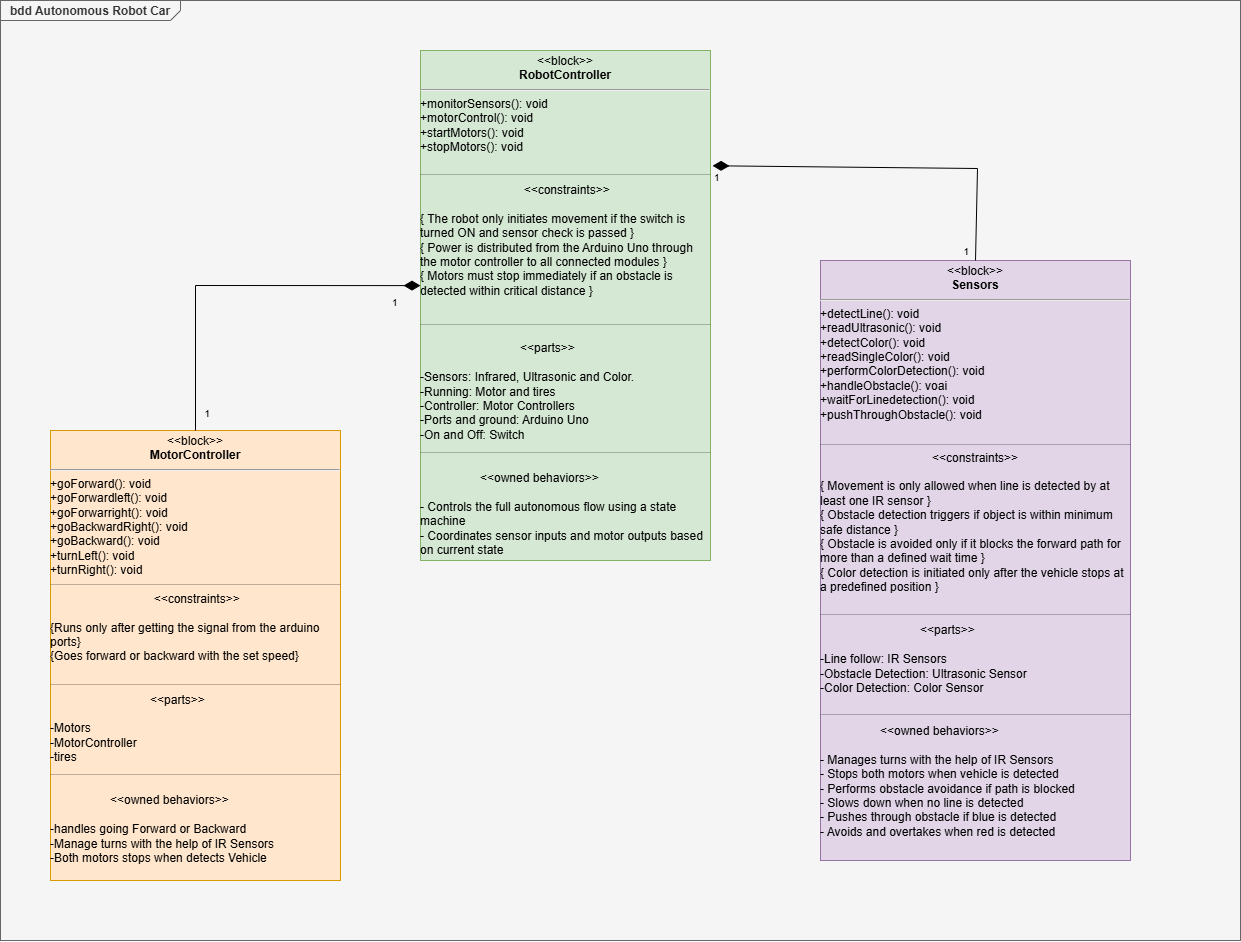 bdd Autonomous Robot Car
<<block>>
RobotController
+monitorSensors(): void
+motorControl(): void
+startMotors(): void
+stopMotors(): void
<<constraints>>
{ The robot only initiates movement if the switch is
turned ON and sensor check is passed }
{ Power is distributed from the Arduino Uno through
the motor controller to all connected modules }
{ Motors must stop immediately if an obstacle is
detected within critical distance }
<<parts>>
-Sensors: Infrared, Ultrasonic and Color.
-Running: Motor and tires
-Controller: Motor Controllers
-Ports and ground: Arduino Uno
-On and Off: Switch
<<owned behaviors>>
- Controls the full autonomous flow using a state
machine
- Coordinates sensor inputs and motor outputs based
on current state
1
1
1
1
<<block>>
MotorController
+goForward(): void
+goForwardleft(): void
+goForwarright(): void
+goBackwardRight(): void
+goBackward(): void
+turnLeft(): void
+turnRight(): void
<<constraints>>
{Runs only after getting the signal from the arduino
ports}
{Goes forward or backward with the set speed}
<<parts>>
-Motors
-MotorController
-tires
<<owned behaviors>>
-handles going Forward or Backward
-Manage turns with the help of IR Sensors
-Both motors stops when detects Vehicle
<<block>>
Sensors
+detectLine(): void
+readUltrasonic(): void
+detectColor(): void
+readSingleColor(): void
+performColorDetection(): void
+handleObstacle(): voai
+waitForLinedetection(): void
+pushThroughObstacle(): void
<<constraints>>
{ Movement is only allowed when line is detected by at
least one IR sensor }
{ Obstacle detection triggers if object is within minimum
safe distance }
{ Obstacle is avoided only if it blocks the forward path for
more than a defined wait time }
{ Color detection is initiated only after the vehicle stops at
a predefined position }
<<parts>>
-Line follow: IR Sensors
-Obstacle Detection: Ultrasonic Sensor
-Color Detection: Color Sensor
<<owned behaviors>>
- Manages turns with the help of IR Sensors
- Stops both motors when vehicle is detected
- Performs obstacle avoidance if path is blocked
- Slows down when no line is detected
- Pushes through obstacle if blue is detected
- Avoids and overtakes when red is detected